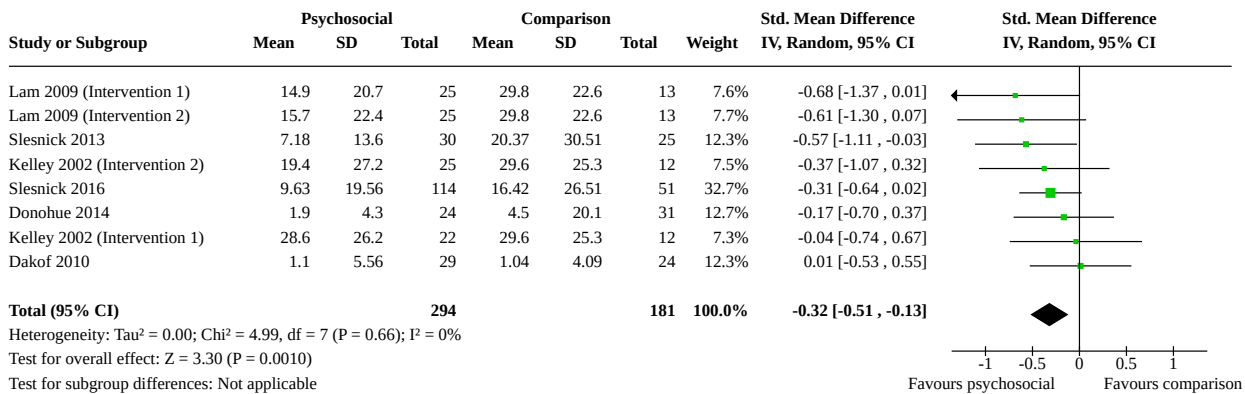 Psychosocial Comparison Std. Mean Difference Std. Mean Difference
Study or Subgroup Mean SD Total Mean SD Total Weight IV, Random, 95% CI IV, Random, 95% CI
Lam 2009 (Intervention 1) 14.9 20.7 25 29.8 22.6 13 7.6% -0.68 [-1.37 , 0.01]
Lam 2009 (Intervention 2) 15.7 22.4 25 29.8 22.6 13 7.7% -0.61 [-1.30 , 0.07]
Slesnick 2013 7.18 13.6 30 20.37 30.51 25 12.3% -0.57 [-1.11 , -0.03]
Kelley 2002 (Intervention 2) 19.4 27.2 25 29.6 25.3 12 7.5% -0.37 [-1.07 , 0.32]
Slesnick 2016 9.63 19.56 114 16.42 26.51 51 32.7% -0.31 [-0.64 , 0.02]
Donohue 2014 1.9 4.3 24 4.5 20.1 31 12.7% -0.17 [-0.70 , 0.37]
Kelley 2002 (Intervention 1) 28.6 26.2 22 29.6 25.3 12 7.3% -0.04 [-0.74 , 0.67]
Dakof 2010 1.1 5.56 29 1.04 4.09 24 12.3% 0.01 [-0.53 , 0.55]
Total (95% CI) 294 181 100.0% -0.32 [-0.51 , -0.13]
Heterogeneity: Tau² = 0.00; Chi² = 4.99, df = 7 (P = 0.66); I² = 0%
Test for overall effect: Z = 3.30 (P = 0.0010) -1 -0.5 0 0.5 1
Test for subgroup differences: Not applicable Favours psychosocial Favours comparison